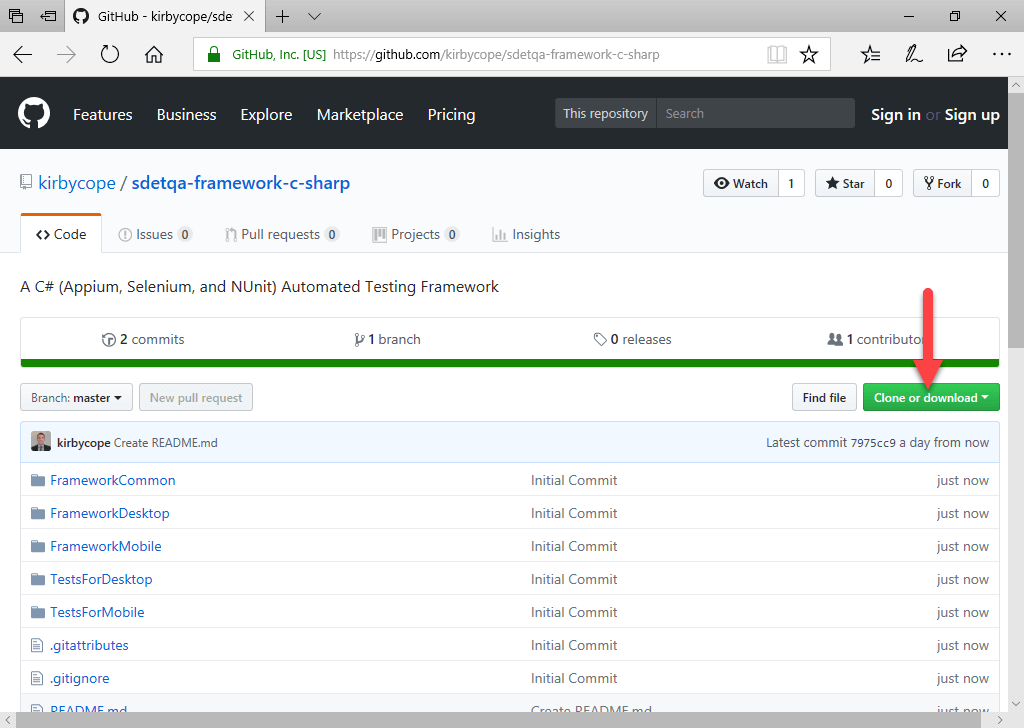 GitHub - kirbycope/sde
GitHub, Inc. [US] https://github.com/kirbycope/sdetqa-framework-c-sharp
Features Business Explore Marketplace Pricing This repository Search Sign in or Sign up
kirbycope / sdetqa-framework-c-sharp Watch 1 Star 0 Fork 0
Code Issues 0 Pull requests 0 Projects 0 Insights
A C# (Appium, Selenium, and NUnit) Automated Testing Framework
2 commits 1 branch 0 releases 1 contributor
Branch: master New pull request Find file Clone or download
kirbycope Create README.md Latest commit 7975cc9 a day from now
FrameworkCommon Initial Commit just now
FrameworkDesktop Initial Commit just now
FrameworkMobile Initial Commit just now
TestsForDesktop Initial Commit just now
TestsForMobile Initial Commit just now
.gitattributes Initial Commit just now
.gitignore Initial Commit just now
README.md Create README.md just now